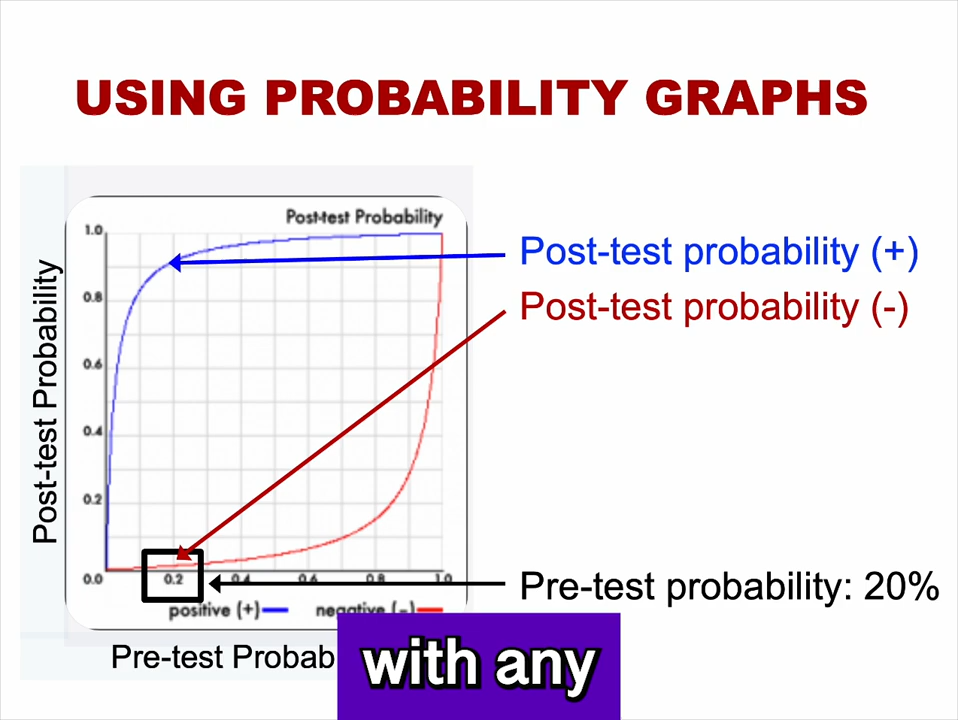 USING PROBABILITY GRAPHS
Post-test Probability
Post-test Probability
1.0
0.8
0.6
0.4
0.2
0.0
0.2
0.4
0.6
0.8
1.0
positive (+)
negative (-)
Pre-test Probab
Post-test probability (+)
Post-test probability (-)
Pre-test probability: 20%
with any